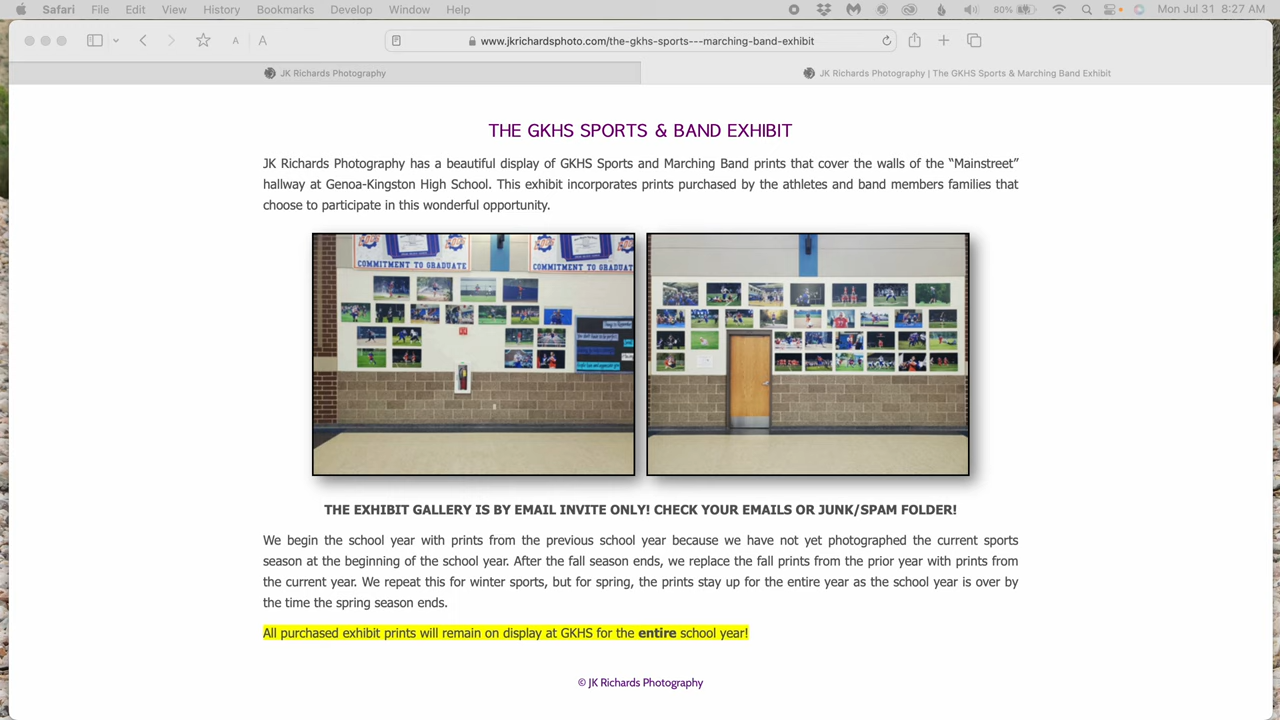 Safari File Edit View History Bookmarks Develop Window Help 80% Mon Jul 31 8:27 AM
A A www.jkrichardsphoto.com/the-gkhs-sports---marching-band-exhibit
JK Richards Photography JK Richards Photography | The GKHS Sports & Marching Band Exhibit
THE GKHS SPORTS & BAND EXHIBIT
JK Richards Photography has a beautiful display of GKHS Sports and Marching Band prints that cover the walls of the “Mainstreet”
hallway at Genoa-Kingston High School. This exhibit incorporates prints purchased by the athletes and band members families that
choose to participate in this wonderful opportunity.
COMMITMENT TO GRADUATE COMMITMENT TO GRADUATE
THE EXHIBIT GALLERY IS BY EMAIL INVITE ONLY! CHECK YOUR EMAILS OR JUNK/SPAM FOLDER!
We begin the school year with prints from the previous school year because we have not yet photographed the current sports
season at the beginning of the school year. After the fall season ends, we replace the fall prints from the prior year with prints from
the current year. We repeat this for winter sports, but for spring, the prints stay up for the entire year as the school year is over by
the time the spring season ends.
All purchased exhibit prints will remain on display at GKHS for the entire school year!
© JK Richards Photography